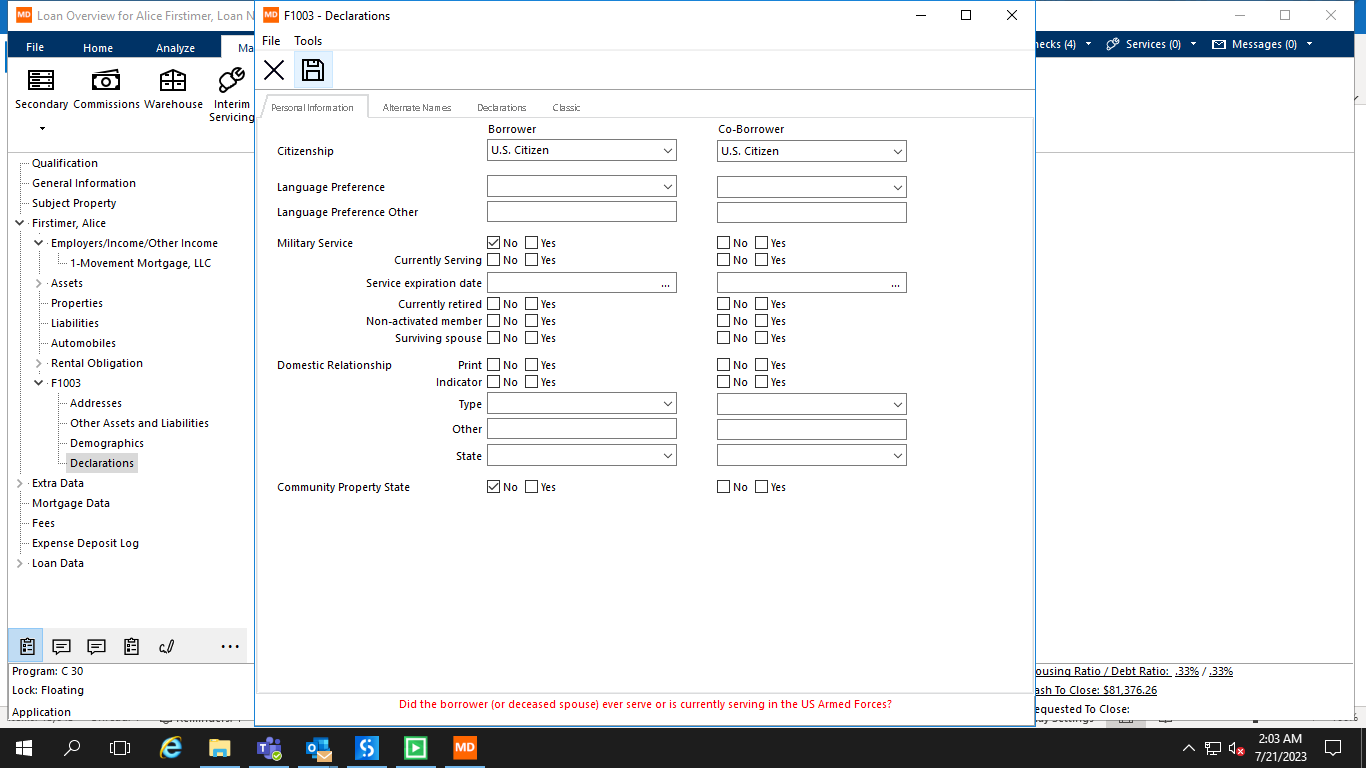 MD Loan Overview for Alice Firstimer, Loan N
MD F1003 - Declarations
File Home Analyze Ma
File Tools
ecks (4) Services (0) Messages (0)
Secondary Commissions Warehouse Interim
Servicing
Personal Information Alternate Names Declarations Classic
Borrower Co-Borrower
Citizenship U.S. Citizen U.S. Citizen
Language Preference
Language Preference Other
Military Service No Yes No Yes
Currently Serving No Yes No Yes
Service expiration date ... ...
Currently retired No Yes No Yes
Non-activated member No Yes No Yes
Surviving spouse No Yes No Yes
Domestic Relationship Print No Yes No Yes
Indicator No Yes No Yes
Type
Other
State
Community Property State No Yes No Yes
Qualification
General Information
Subject Property
Firstimer, Alice
Employers/Income/Other Income
1-Movement Mortgage, LLC
Assets
Properties
Liabilities
Automobiles
Rental Obligation
F1003
Addresses
Other Assets and Liabilities
Demographics
Declarations
Extra Data
Mortgage Data
Fees
Expense Deposit Log
Loan Data
...
Program: C 30
Lock: Floating
Application
ousing Ratio / Debt Ratio: .33% / .33%
ash To Close: $81,376.26
equested To Close:
Did the borrower (or deceased spouse) ever serve or is currently serving in the US Armed Forces?
MD
2:03 AM
7/21/2023